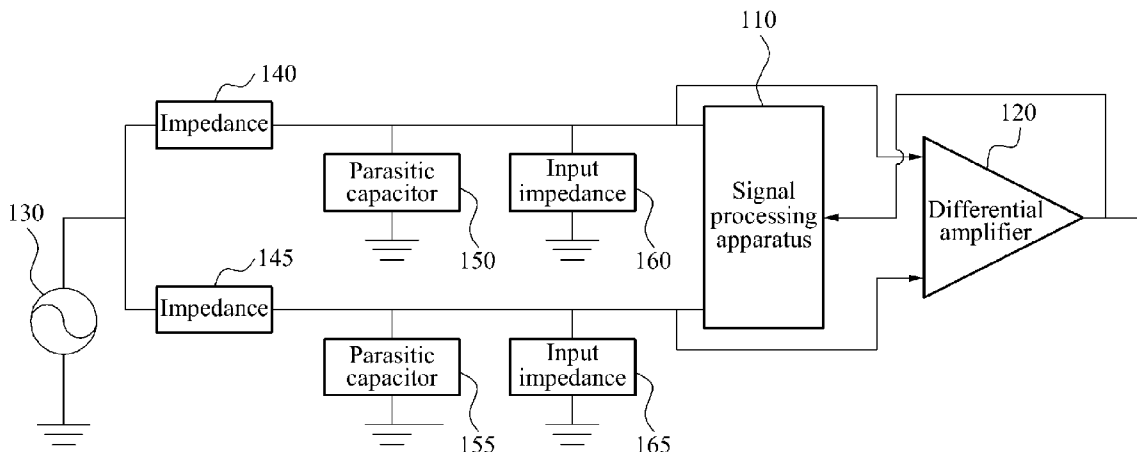 110
140
120
Impedance
Parasitic
capacitor
Input
impedance
Signal
processing
apparatus
Differential
amplifier
130
150
160
145
Impedance
Parasitic
capacitor
Input
impedance
155
165